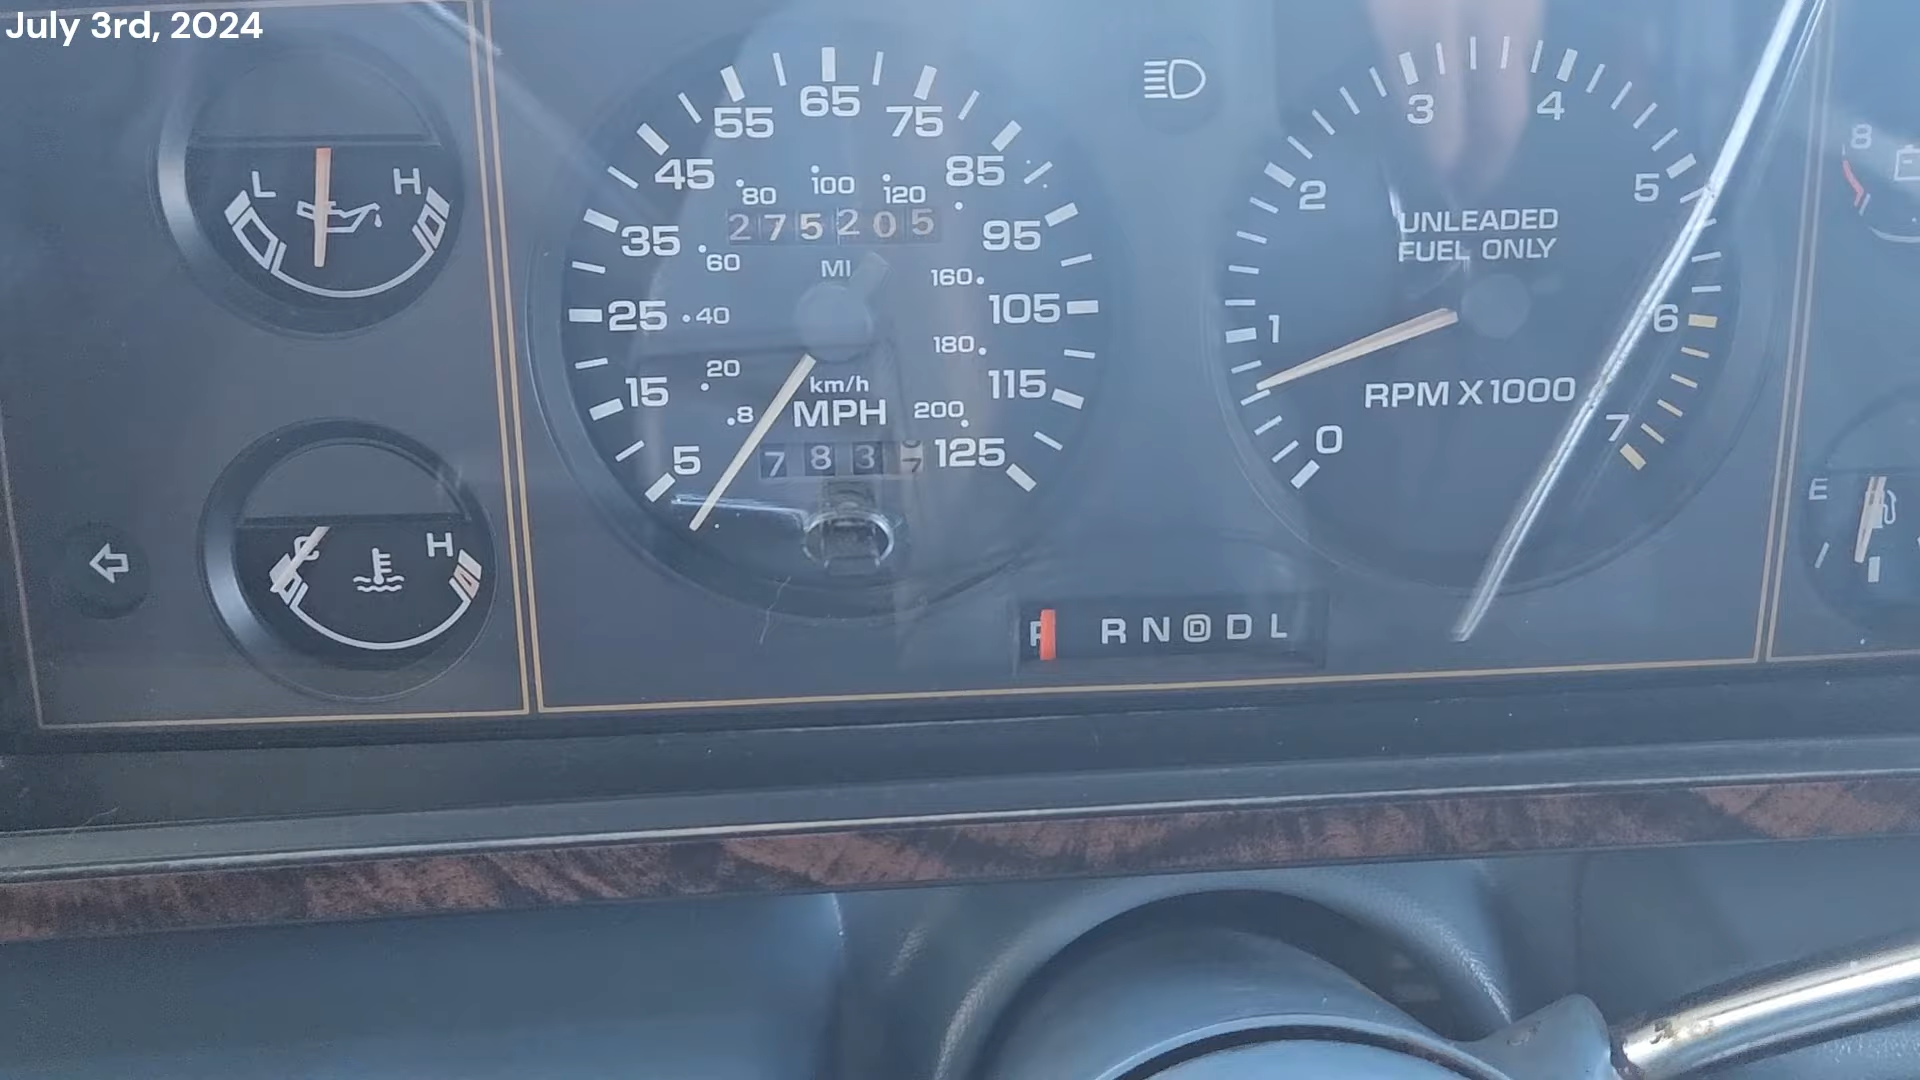 July 3rd, 2024
L H
C H
5 15 25 35 45 55 65 75 85 95 105 115 125
8 20 40 60 80 100 120 160 180 200
275205
MI
km/h
MPH
783
0 1 2 3 4 5 6 7
UNLEADED
FUEL ONLY
RPM X 1000
P R N D D L
8
E